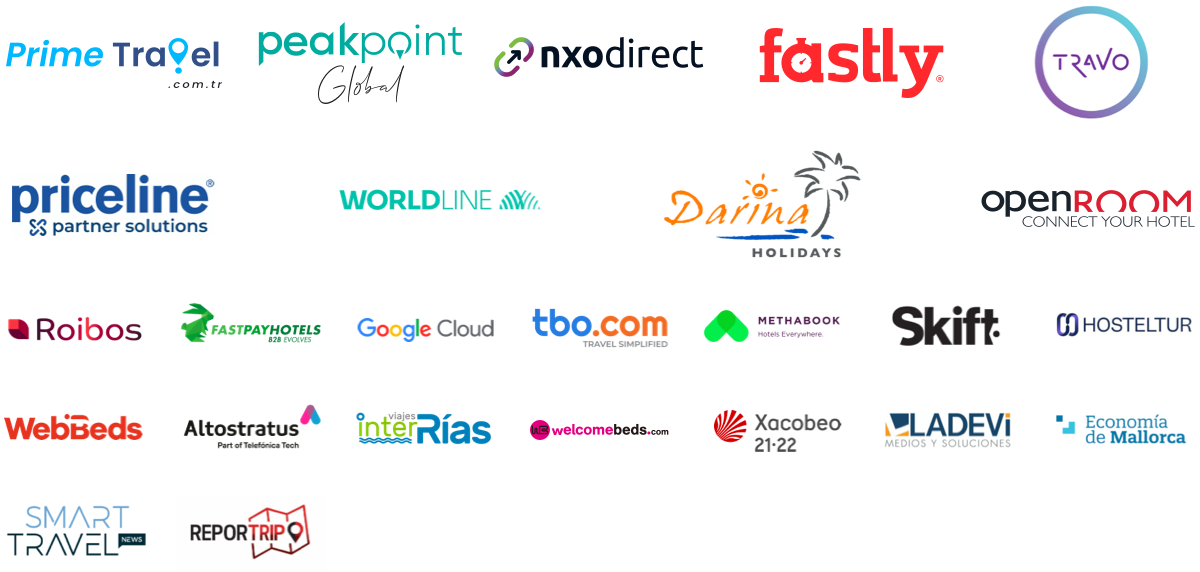 Prime Travel
.com.tr
peakpoint
Global
nxodirect
fastly®
TRAVO
priceline®
partner solutions
WORLDLINE
Darina
HOLIDAYS
openROOM
CONNECT YOUR HOTEL
Roibos
FASTPAYHOTELS
B2B EVOLVES
Google Cloud
tbo.com
TRAVEL SIMPLIFIED
METHABOOK
Hotels Everywhere.
Skift.
HOSTELTUR
WebBeds
Altostratus
Part of Telefónica Tech
viajes
interRías
welcomebeds.com
Xacobeo
21·22
LADEVi
MEDIOS Y SOLUCIONES
Economía
de Mallorca
SMART
TRAVEL NEWS
REPORTRIP